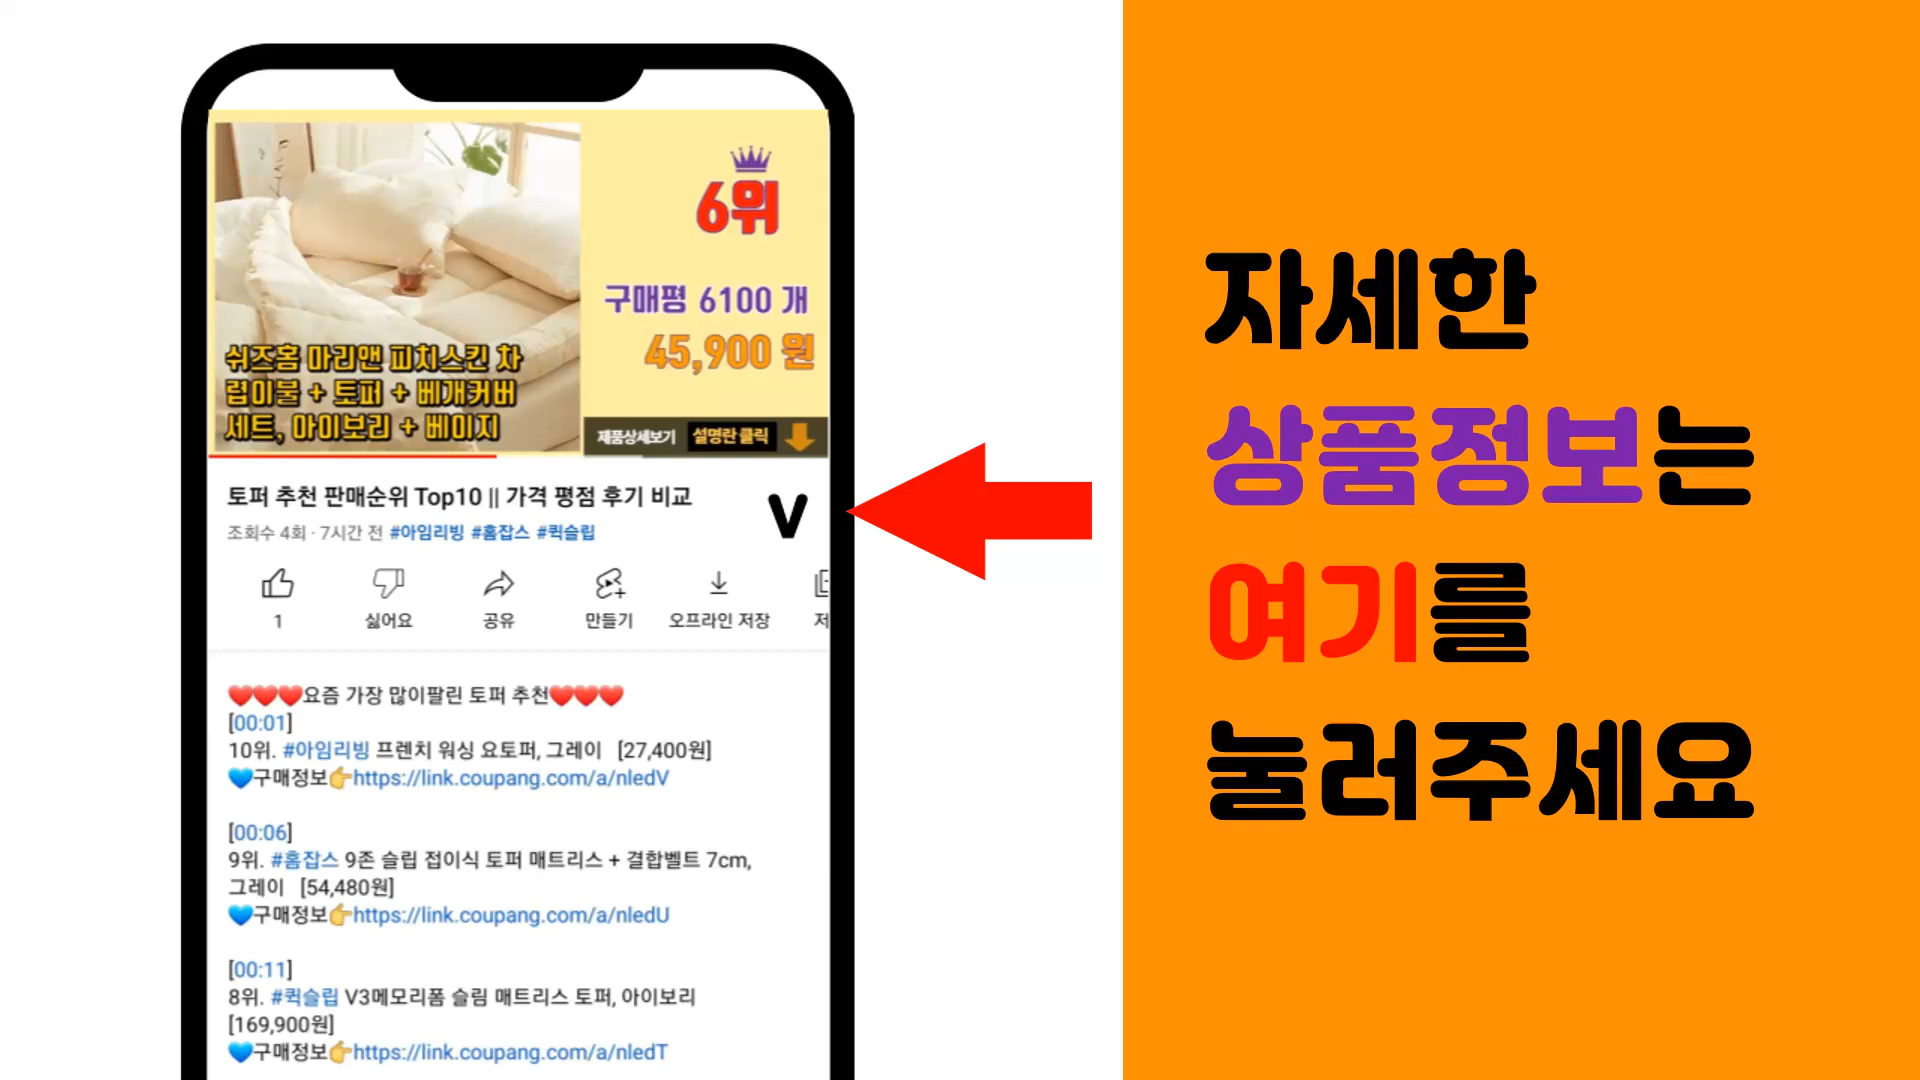 6위
구매평 6100 개
45,900 원
쉬즈홈 마리앤 피치스킨 차
렵이불 + 토퍼 + 베개커버
세트, 아이보리 + 베이지
제품상세보기 설명란 클릭
토퍼 추천 판매순위 Top10 || 가격 평점 후기 비교
V
조회수 4회 · 7시간 전 #아임리빙 #홈잡스 #퀵슬립
1 싫어요 공유 만들기 오프라인 저장 저
❤️❤️❤️요즘 가장 많이팔린 토퍼 추천❤️❤️❤️
[00:01]
10위. #아임리빙 프렌치 워싱 요토퍼, 그레이 [27,400원]
💙구매정보👉https://link.coupang.com/a/nledV
[00:06]
9위. #홈잡스 9존 슬립 접이식 토퍼 매트리스 + 결합벨트 7cm,
그레이 [54,480원]
💙구매정보👉https://link.coupang.com/a/nledU
[00:11]
8위. #퀵슬립 V3메모리폼 슬림 매트리스 토퍼, 아이보리
[169,900원]
💙구매정보👉https://link.coupang.com/a/nledT
자세한
상품정보는
여기를
눌러주세요